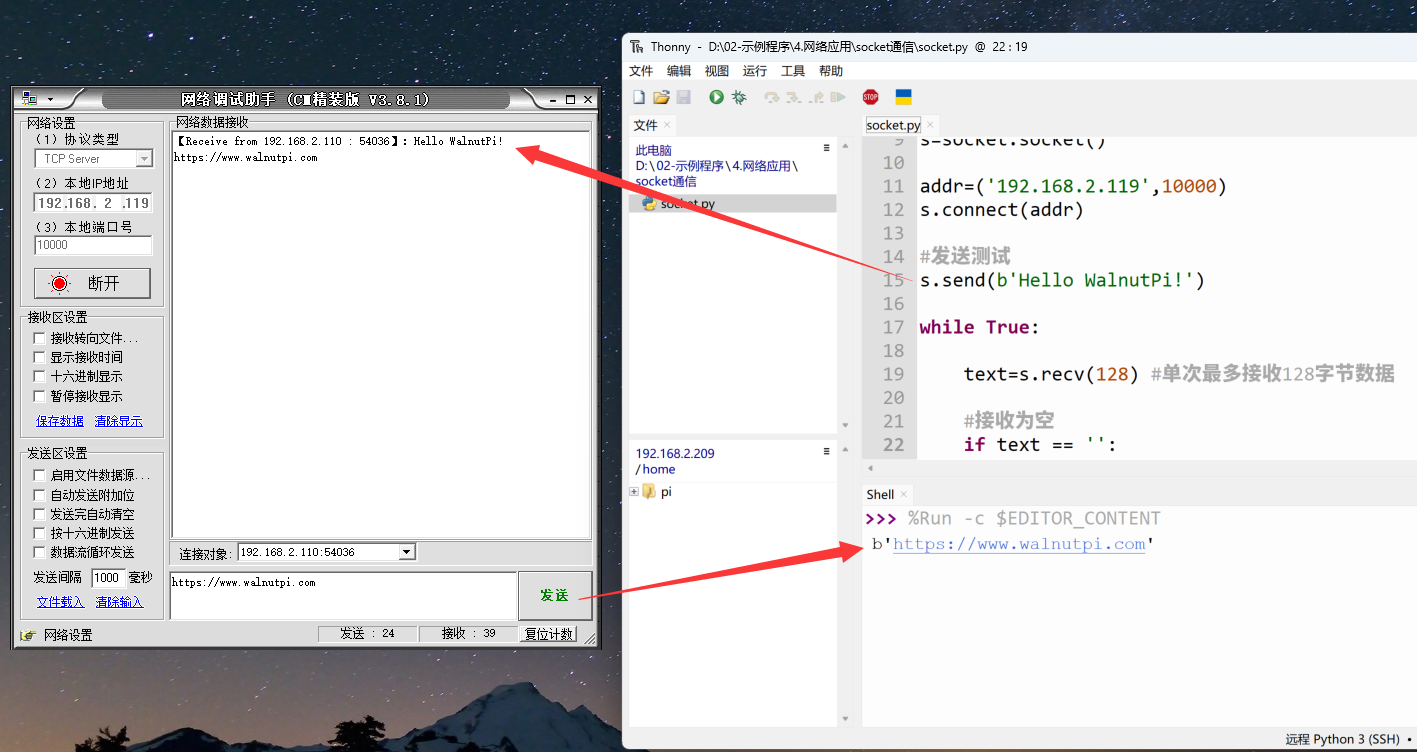 网络调试助手 (CM精装版 V3.8.1)
网络设置
(1) 协议类型
TCP Server
(2) 本地IP地址
192.168. 2 .119
(3) 本地端口号
10000
断开
接收区设置
接收转向文件...
显示接收时间
十六进制显示
暂停接收显示
保存数据 清除显示
发送区设置
启用文件数据源...
自动发送附加位
发送完自动清空
按十六进制发送
数据流循环发送
发送间隔 1000 毫秒
文件载入 清除输入
网络数据接收
【Receive from 192.168.2.110 : 54036】: Hello WalnutPi!
https://www.walnutpi.com
连接对象: 192.168.2.110:54036
https://www.walnutpi.com
发送
网络设置
发送 : 24
接收 : 39
复位计数
Thonny - D:\02-示例程序\4.网络应用\socket通信\socket.py @ 22 : 19
文件 编辑 视图 运行 工具 帮助
STOP
文件 ×
此电脑
D:\02-示例程序\4.网络应用\
socket通信
socket.py
192.168.2.209
/home
pi
socket.py ×
9 s=socket.socket()
10
11 addr=('192.168.2.119',10000)
12 s.connect(addr)
13
14 #发送测试
15 s.send(b'Hello WalnutPi!')
16
17 while True:
18
19 text=s.recv(128) #单次最多接收128字节数据
20
21 #接收为空
22 if text == '':
Shell ×
>>> %Run -c $EDITOR_CONTENT
b'https://www.walnutpi.com'
远程 Python 3 (SSH) •